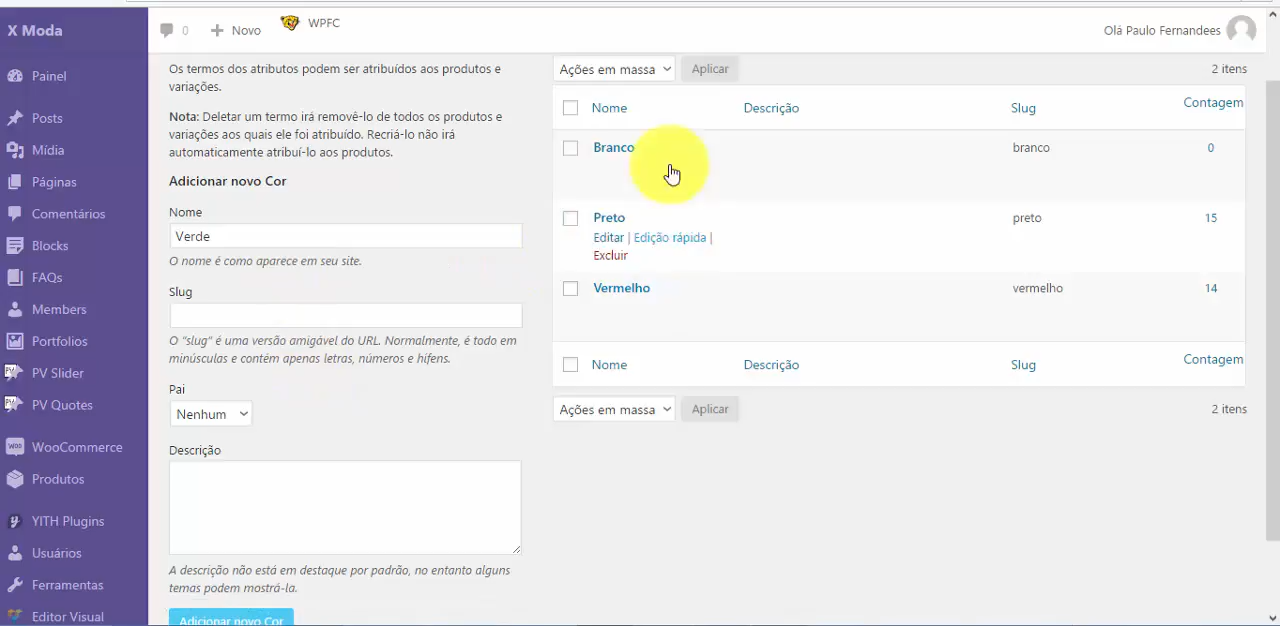 X Moda
0
Novo
WPFC
Olá Paulo Fernandees
Painel
Posts
Mídia
Páginas
Comentários
Blocks
FAQs
Members
Portfolios
PV Slider
PV Quotes
WooCommerce
Produtos
YITH Plugins
Usuários
Ferramentas
Editor Visual
Os termos dos atributos podem ser atribuídos aos produtos e
variações.
Nota: Deletar um termo irá removê-lo de todos os produtos e
variações aos quais ele foi atribuído. Recriá-lo não irá
automaticamente atribuí-lo aos produtos.
Adicionar novo Cor
Nome
Verde
O nome é como aparece em seu site.
Slug
O "slug" é uma versão amigável do URL. Normalmente, é todo em
minúsculas e contém apenas letras, números e hífens.
Pai
Nenhum
Descrição
A descrição não está em destaque por padrão, no entanto alguns
temas podem mostrá-la.
Adicionar novo Cor
Ações em massa Aplicar 2 itens
Nome Descrição Slug Contagem
Branco branco 0
Preto preto 15
Editar | Edição rápida |
Excluir
Vermelho vermelho 14
Nome Descrição Slug Contagem
Ações em massa Aplicar 2 itens